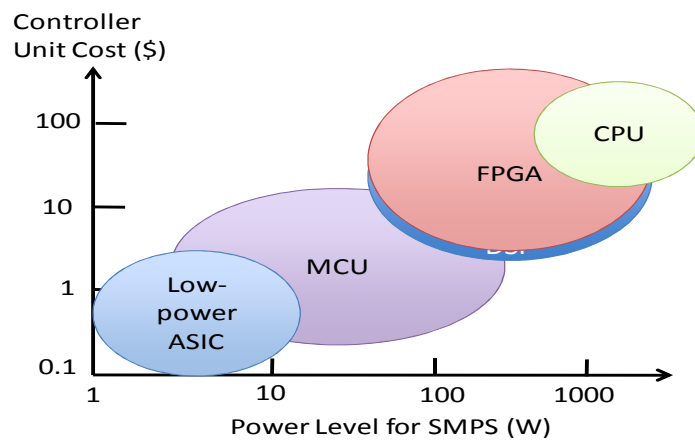 Controller
Unit Cost ($)
100
10
1
0.1
CPU
FPGA
MCU
Low-
power
ASIC
1
10
100
1000
Power Level for SMPS (W)